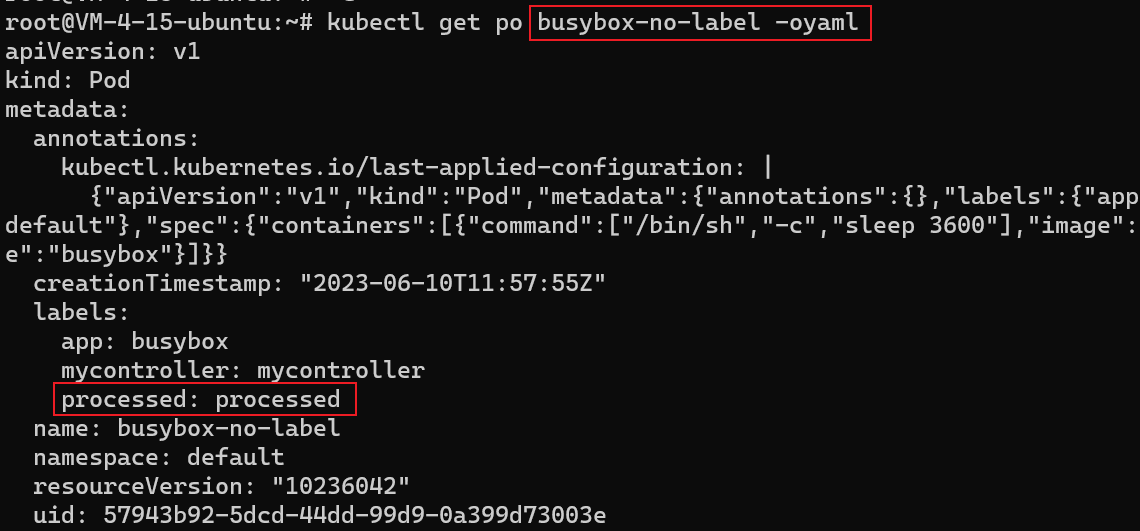 root@VM-4-15-ubuntu:~# kubectl get po busybox-no-label -oyaml
apiVersion: v1
kind: Pod
metadata:
  annotations:
    kubectl.kubernetes.io/last-applied-configuration: |
      {"apiVersion":"v1","kind":"Pod","metadata":{"annotations":{},"labels":{"app
default"},"spec":{"containers":[{"command":["/bin/sh","-c","sleep 3600"],"image":
e":"busybox"}]}}
  creationTimestamp: "2023-06-10T11:57:55Z"
  labels:
    app: busybox
    mycontroller: mycontroller
    processed: processed
  name: busybox-no-label
  namespace: default
  resourceVersion: "10236042"
  uid: 57943b92-5dcd-44dd-99d9-0a399d73003e